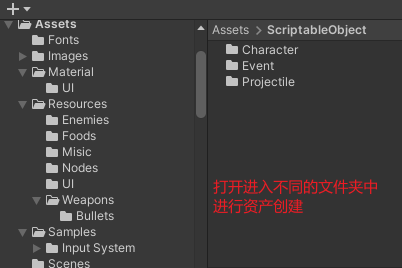 Assets
Fonts
Images
Material
UI
Resources
Enemies
Foods
Misic
Nodes
UI
Weapons
Bullets
Samples
Input System
Scenes
Assets > ScriptableObject
Character
Event
Projectile
打开进入不同的文件夹中
进行资产创建